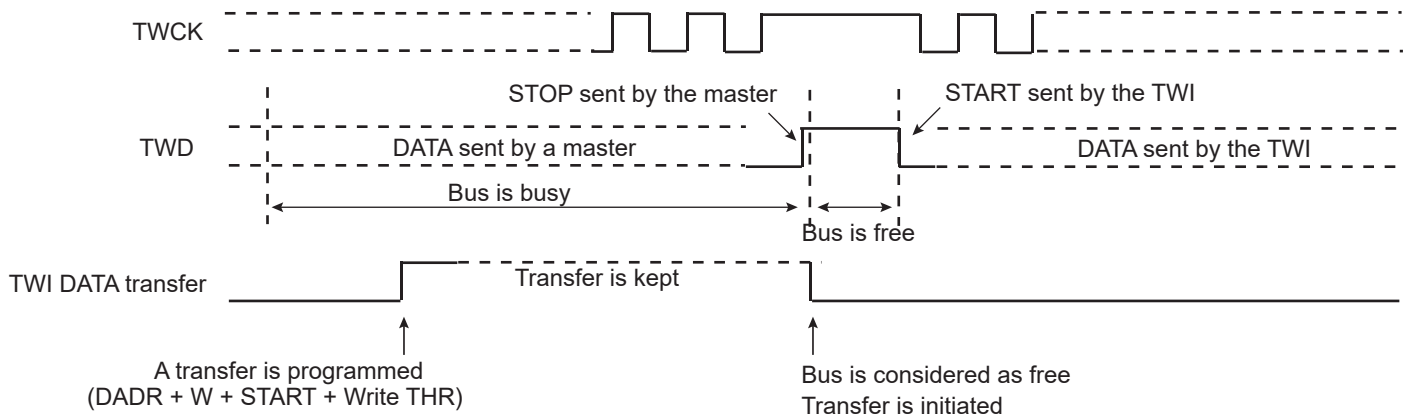 TWCK
STOP sent by the master
START sent by the TWI
TWD
DATA sent by a master
DATA sent by the TWI
Bus is busy
Bus is free
TWI DATA transfer
Transfer is kept
A transfer is programmed
(DADR + W + START + Write THR)
Bus is considered as free
Transfer is initiated